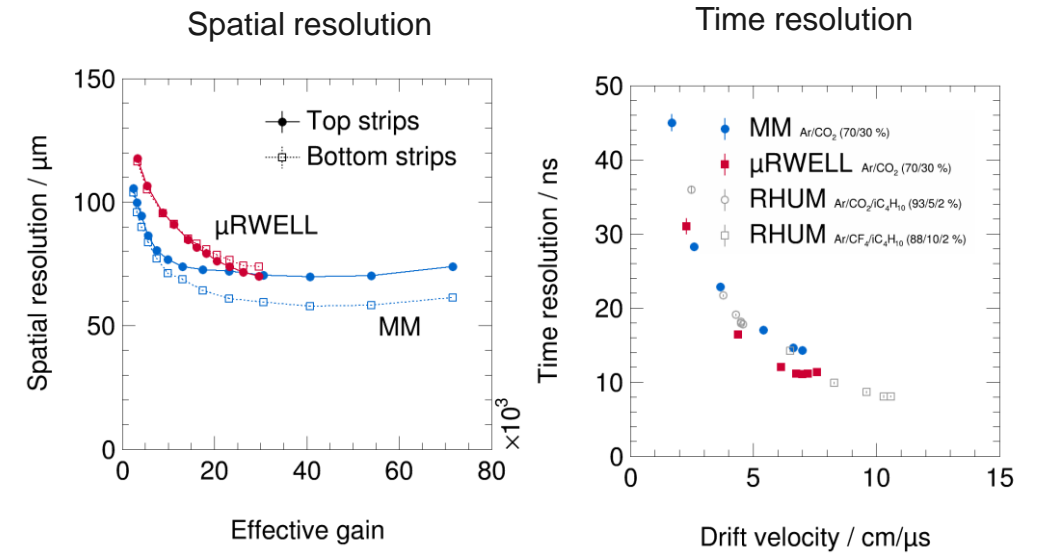 Spatial resolution
Time resolution
Spatial resolution / µm
150
100
50
0
0
20
40
60
80
×10³
Effective gain
Top strips
Bottom strips
µRWELL
MM
Time resolution / ns
50
40
30
20
10
0
0
5
10
15
Drift velocity / cm/µs
MM Ar/CO₂ (70/30 %)
µRWELL Ar/CO₂ (70/30 %)
RHUM Ar/CO₂/iC₄H₁₀ (93/5/2 %)
RHUM Ar/CF₄/iC₄H₁₀ (88/10/2 %)